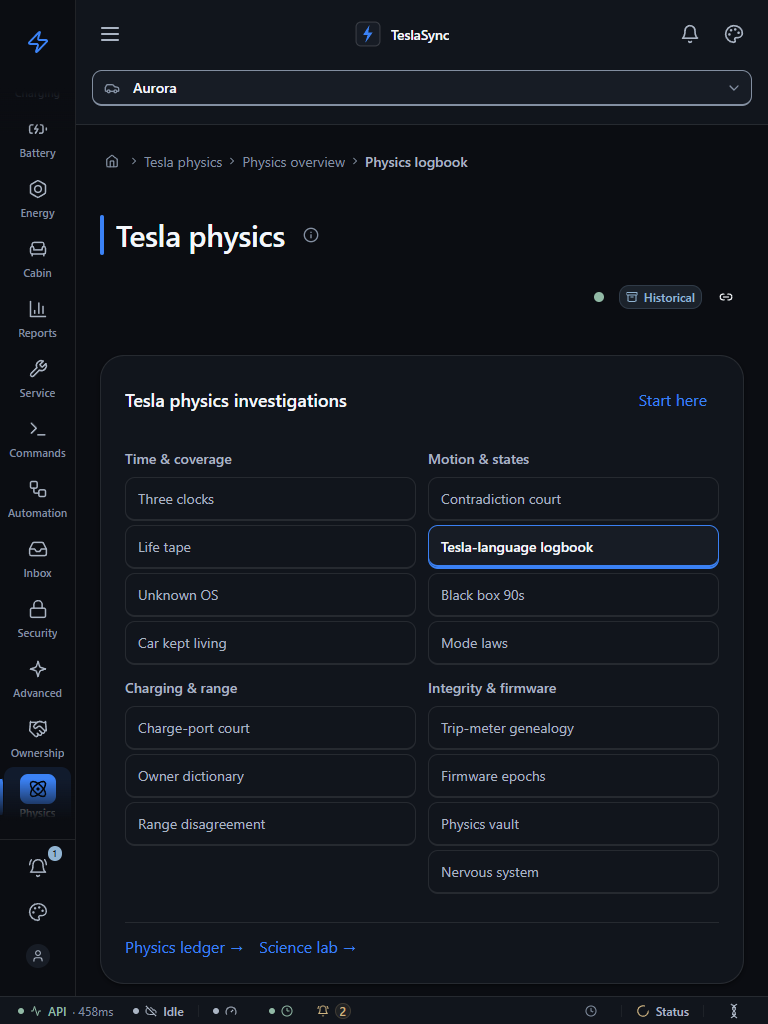 TeslaSync
Aurora
Charging
Battery
Energy
Cabin
Reports
Service
Commands
Automation
Inbox
Security
Advanced
Ownership
Physics
1
Tesla physics > Physics overview > Physics logbook
Tesla physics
Historical
Tesla physics investigations
Start here
Time & coverage
Three clocks
Life tape
Unknown OS
Car kept living
Motion & states
Contradiction court
Tesla-language logbook
Black box 90s
Mode laws
Charging & range
Charge-port court
Owner dictionary
Range disagreement
Integrity & firmware
Trip-meter genealogy
Firmware epochs
Physics vault
Nervous system
Physics ledger →
Science lab →
API · 458ms
Idle
2
Status